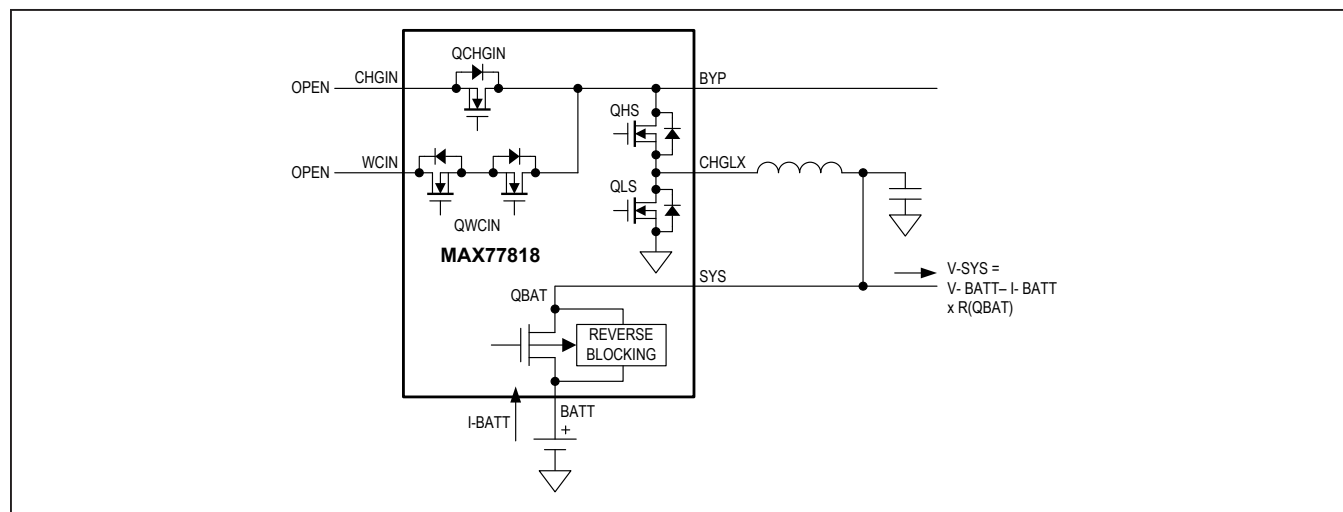 QCHGIN
OPEN
CHGIN
BYP
QHS
OPEN
WCIN
CHGLX
QLS
QWCIN
MAX77818
SYS
V-SYS =
V- BATT– I- BATT
x R(QBAT)
QBAT
REVERSE
BLOCKING
I-BATT
BATT
+